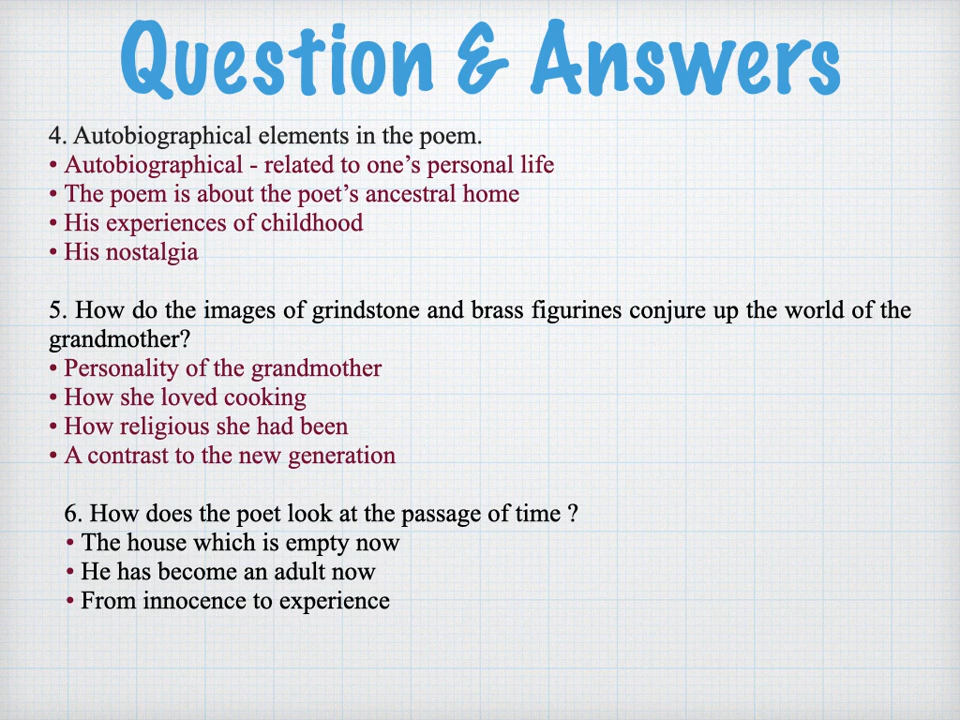 Question & Answers
4. Autobiographical elements in the poem.
• Autobiographical - related to one’s personal life
• The poem is about the poet’s ancestral home
• His experiences of childhood
• His nostalgia
5. How do the images of grindstone and brass figurines conjure up the world of the
grandmother?
• Personality of the grandmother
• How she loved cooking
• How religious she had been
• A contrast to the new generation
6. How does the poet look at the passage of time ?
• The house which is empty now
• He has become an adult now
• From innocence to experience